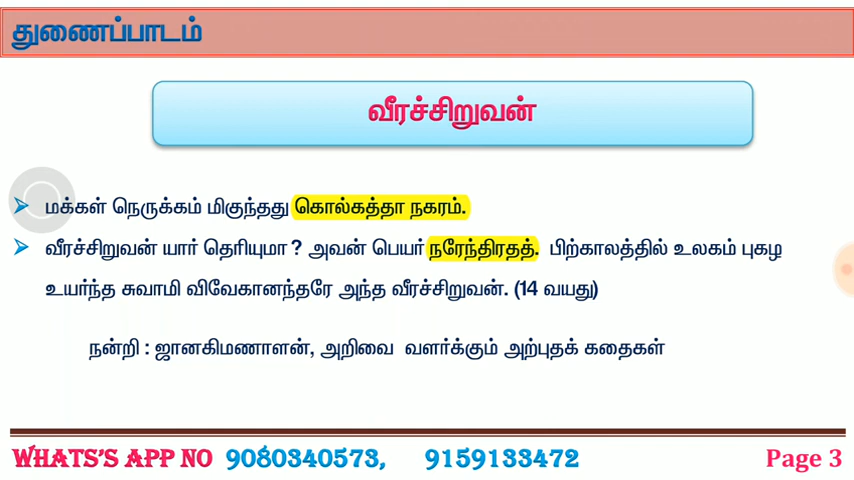 துணைப்பாடம்
வீரச்சிறுவன்
➢ மக்கள் நெருக்கம் மிகுந்தது கொல்கத்தா நகரம்.
➢ வீரச்சிறுவன் யார் தெரியுமா ? அவன் பெயர் நரேந்திரதத். பிற்காலத்தில் உலகம் புகழ
உயர்ந்த சுவாமி விவேகானந்தரே அந்த வீரச்சிறுவன். (14 வயது)
நன்றி : ஜானகிமணாளன், அறிவை வளர்க்கும் அற்புதக் கதைகள்
WHATS'S APP NO 9080340573, 9159133472 Page 3